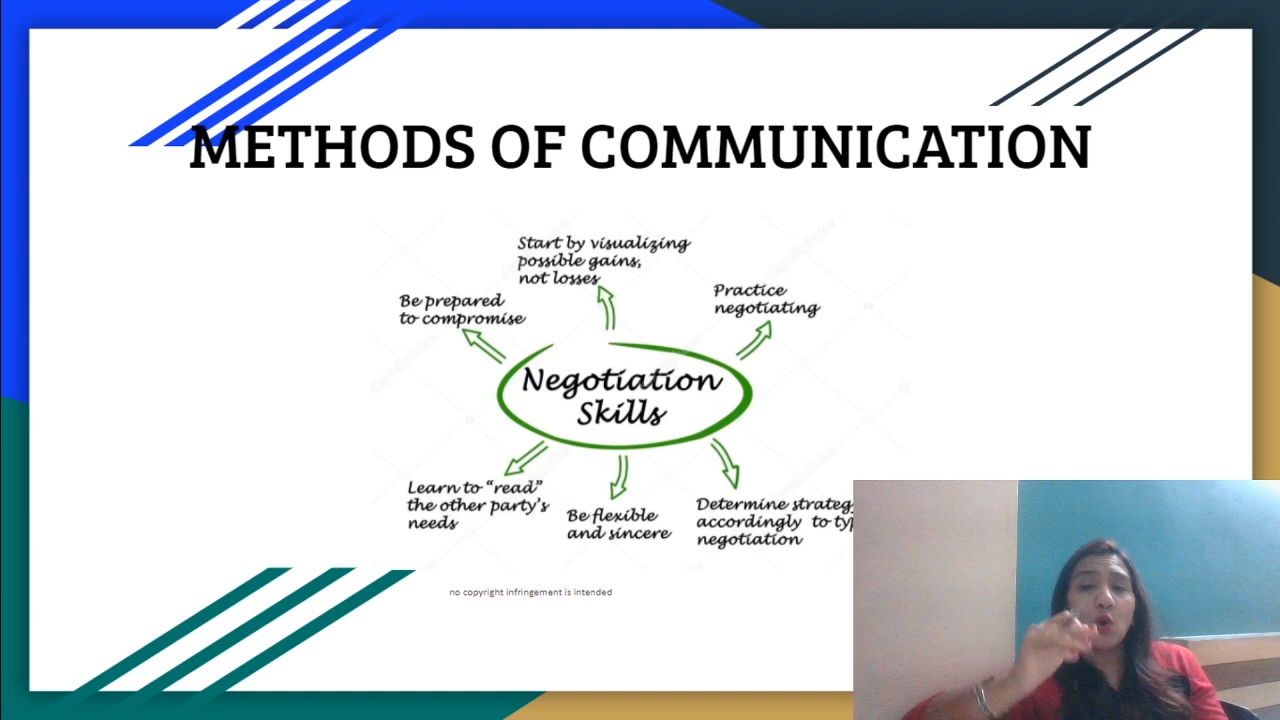 METHODS OF COMMUNICATION
Start by visualizing
possible gains,
not losses
Be prepared
to compromise
Practice
negotiating
Negotiation
Skills
Learn to “read”
the other party’s
needs
Be flexible
and sincere
Determine
accordingly to
negotiation
no copyright infringement is intended